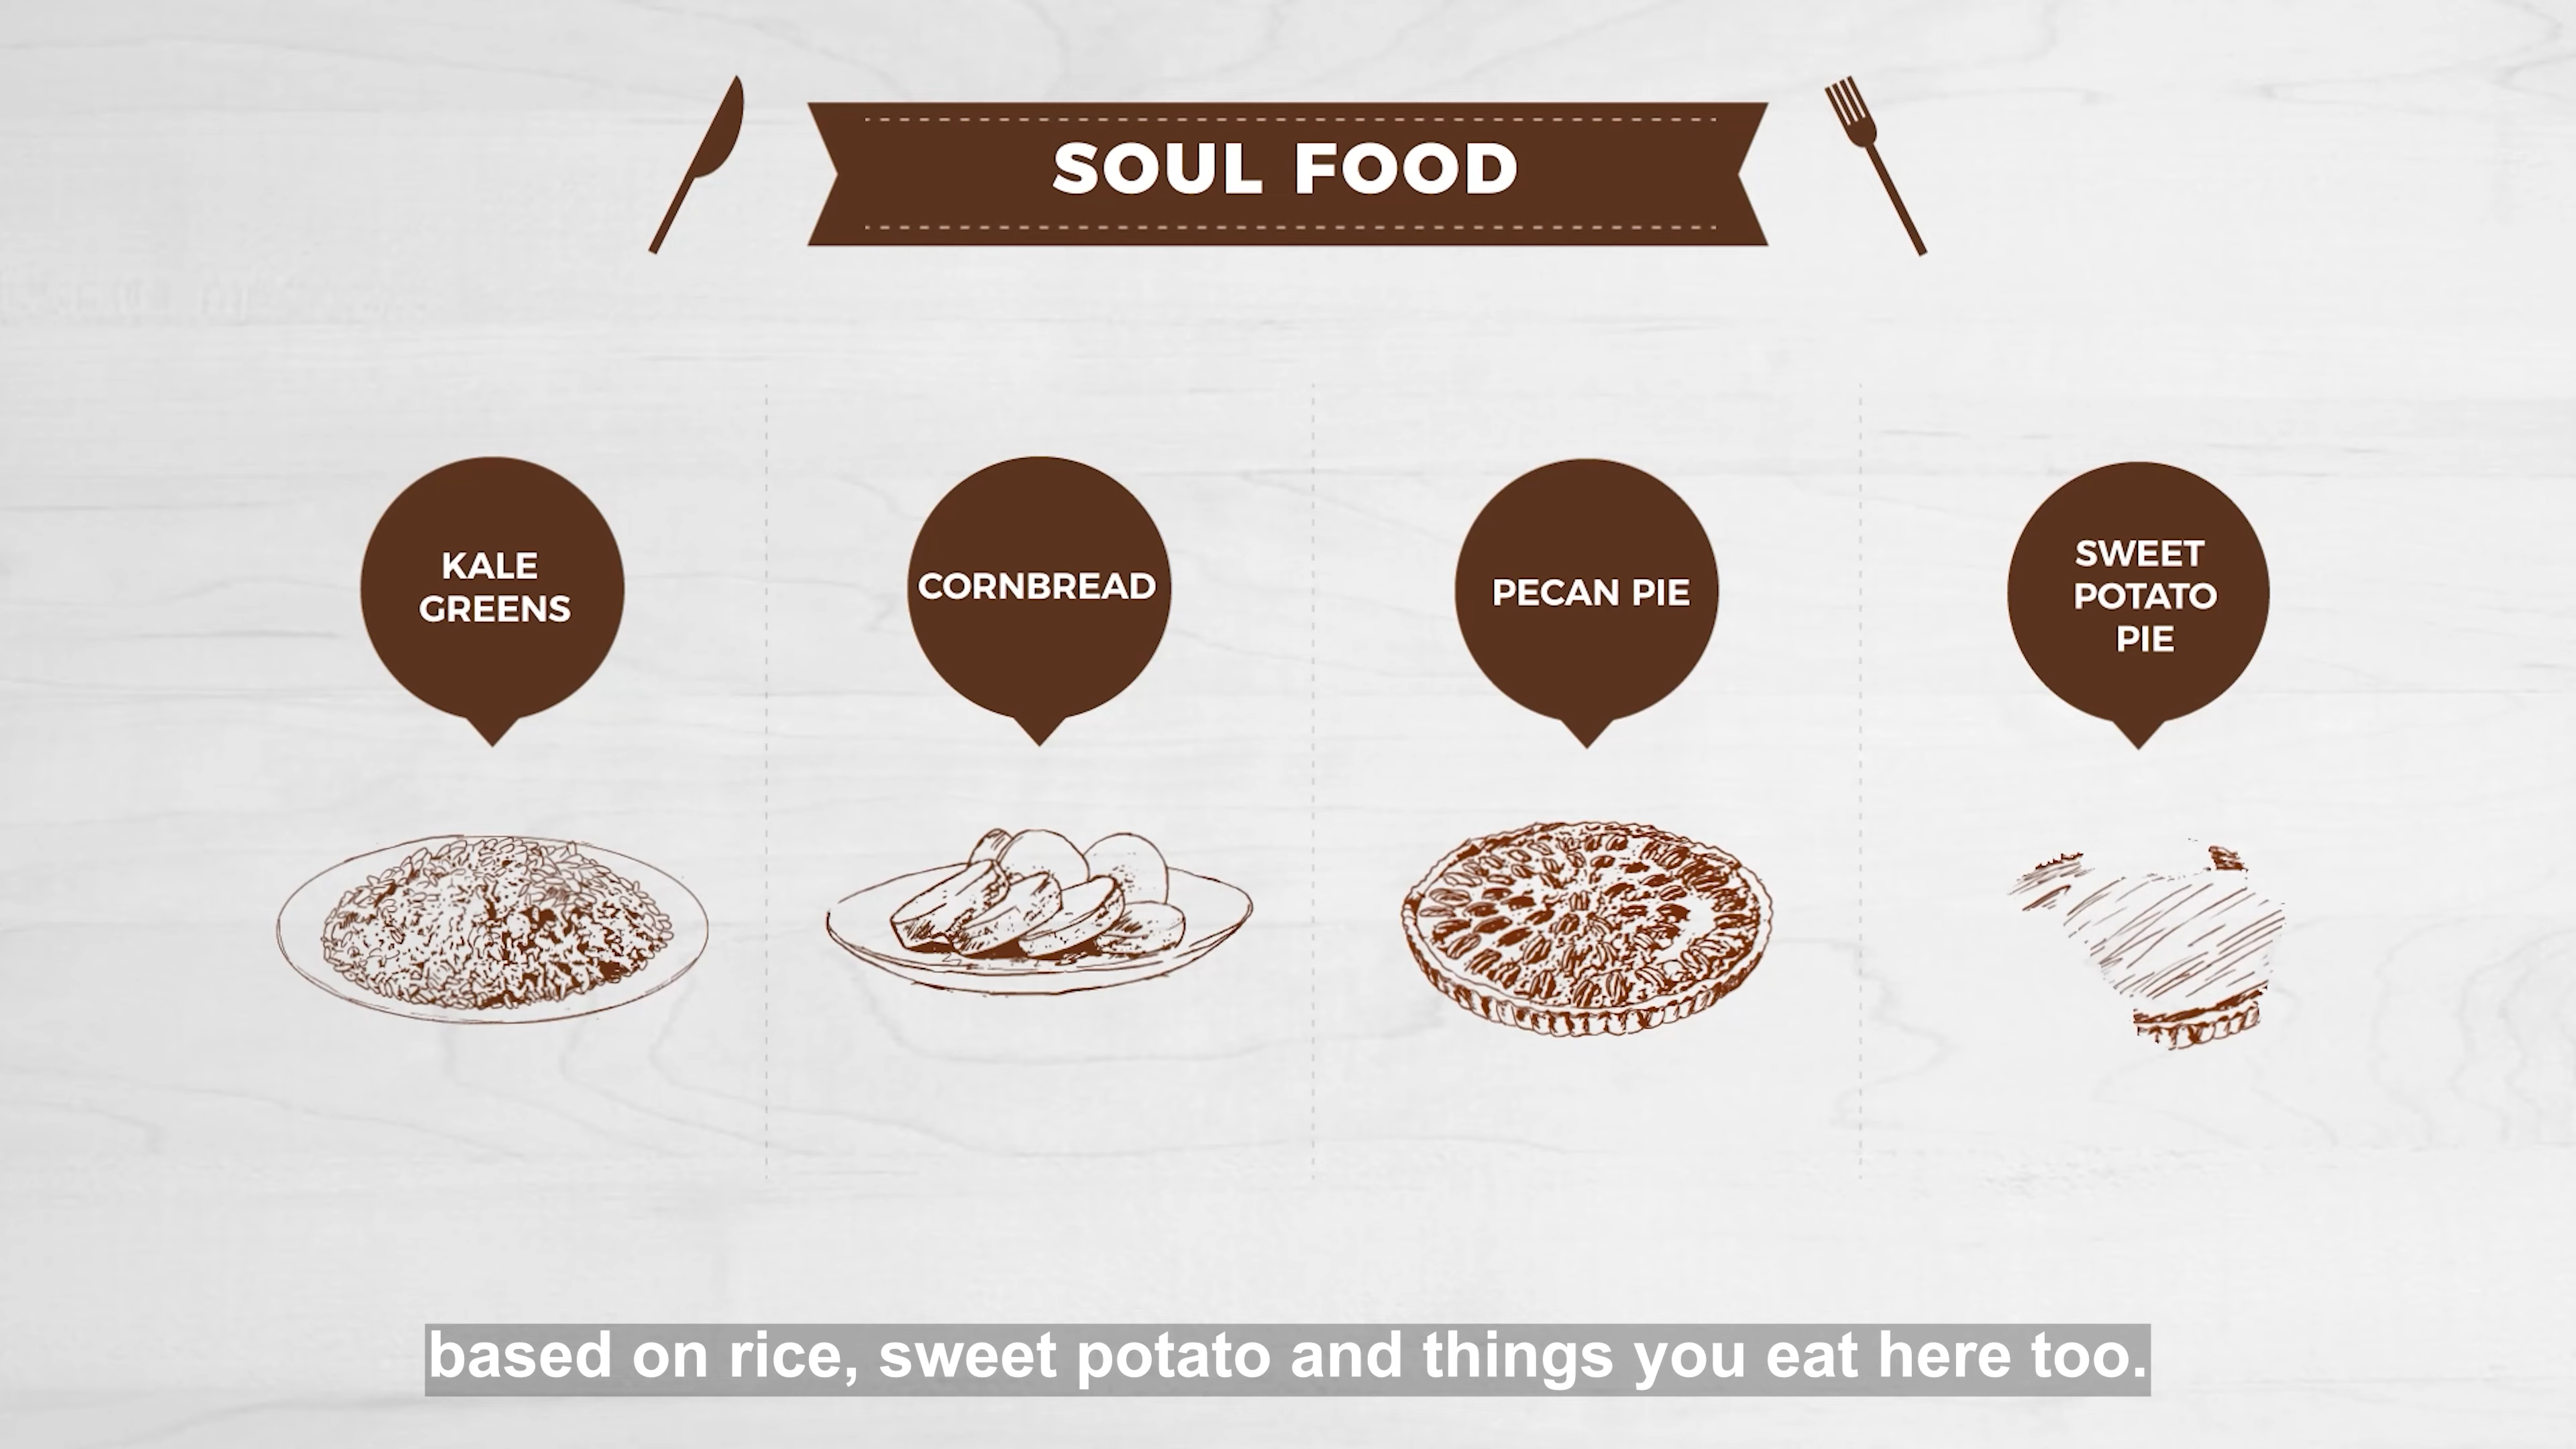 SOUL FOOD
KALE
GREENS
CORNBREAD
PECAN PIE
SWEET
POTATO
PIE
based on rice, sweet potato and things you eat here too.